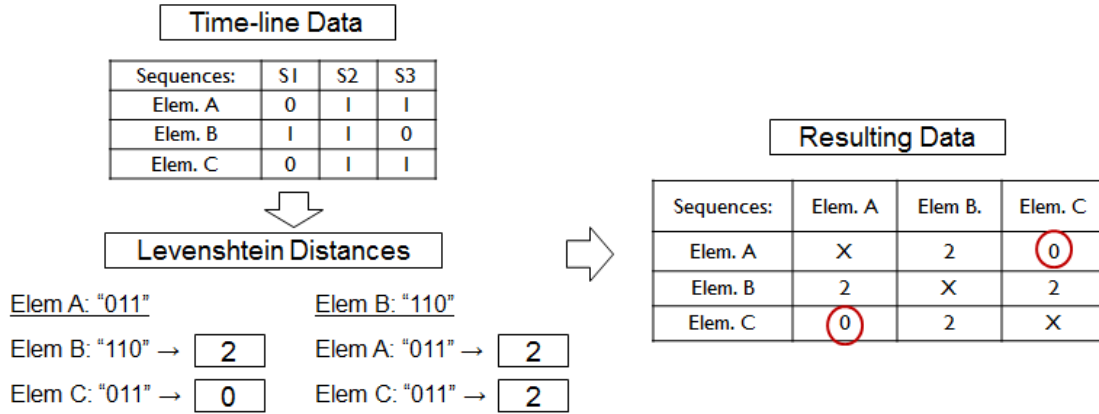 Time-line Data
Sequences: S1 S2 S3
Elem. A 0 1 1
Elem. B 1 1 0
Elem. C 0 1 1
Levenshtein Distances
Elem A: “011” Elem B: “110”
Elem B: “110” → 2 Elem A: “011” → 2
Elem C: “011” → 0 Elem C: “011” → 2
Resulting Data
Sequences: Elem. A Elem B. Elem. C
Elem. A X 2 0
Elem. B 2 X 2
Elem. C 0 2 X